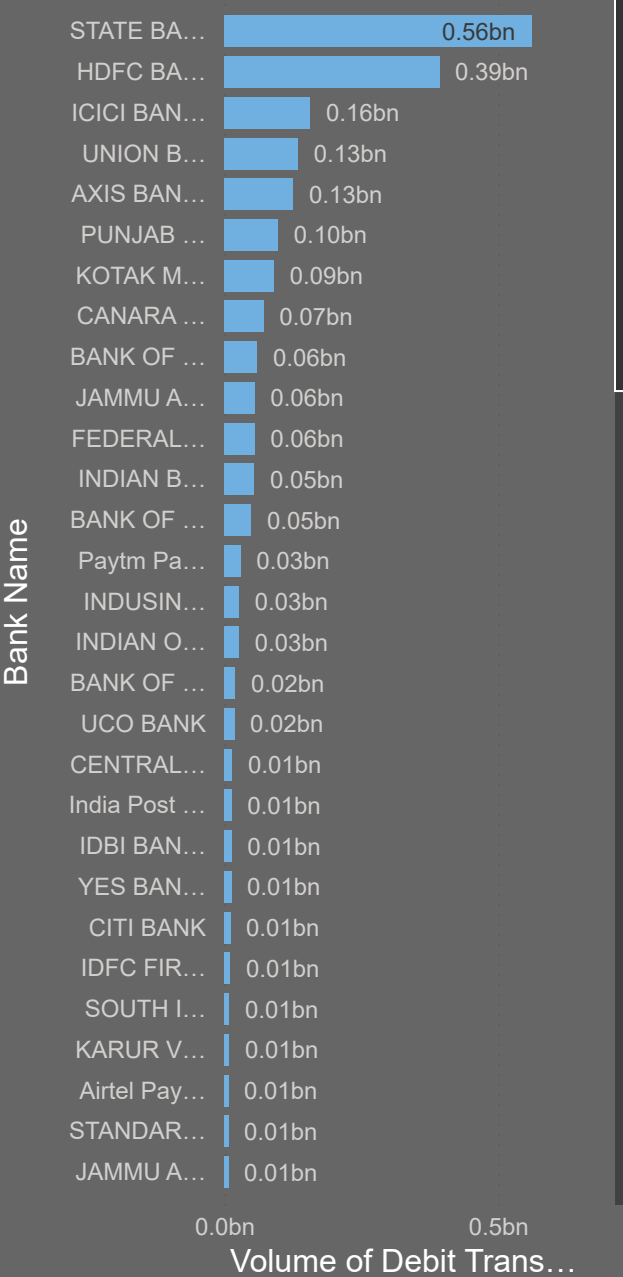 STATE BA… 0.56bn
HDFC BA… 0.39bn
ICICI BAN… 0.16bn
UNION B… 0.13bn
AXIS BAN… 0.13bn
PUNJAB … 0.10bn
KOTAK M… 0.09bn
CANARA … 0.07bn
BANK OF … 0.06bn
JAMMU A… 0.06bn
FEDERAL… 0.06bn
INDIAN B… 0.05bn
BANK OF … 0.05bn
Paytm Pa… 0.03bn
INDUSIN… 0.03bn
INDIAN O… 0.03bn
BANK OF … 0.02bn
UCO BANK 0.02bn
CENTRAL… 0.01bn
India Post … 0.01bn
IDBI BAN… 0.01bn
YES BAN… 0.01bn
CITI BANK 0.01bn
IDFC FIR… 0.01bn
SOUTH I… 0.01bn
KARUR V… 0.01bn
Airtel Pay… 0.01bn
STANDAR… 0.01bn
JAMMU A… 0.01bn
Bank Name
0.0bn 0.5bn
Volume of Debit Trans…